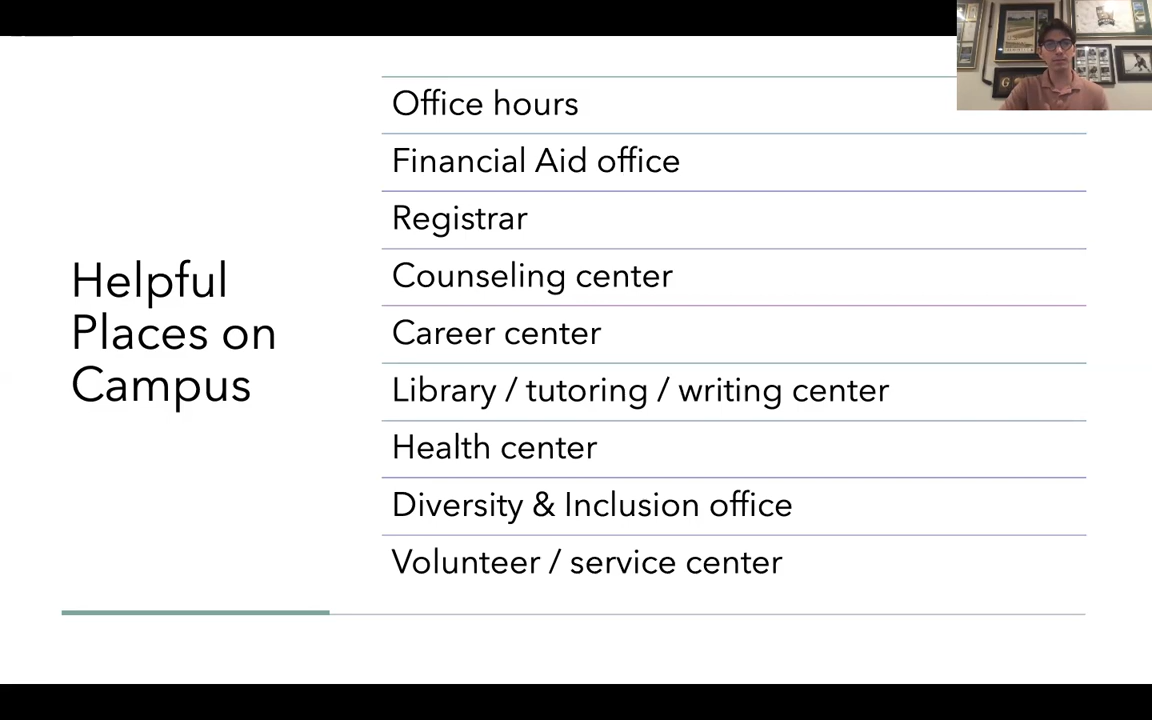 Helpful
Places on
Campus
Office hours
Financial Aid office
Registrar
Counseling center
Career center
Library / tutoring / writing center
Health center
Diversity & Inclusion office
Volunteer / service center